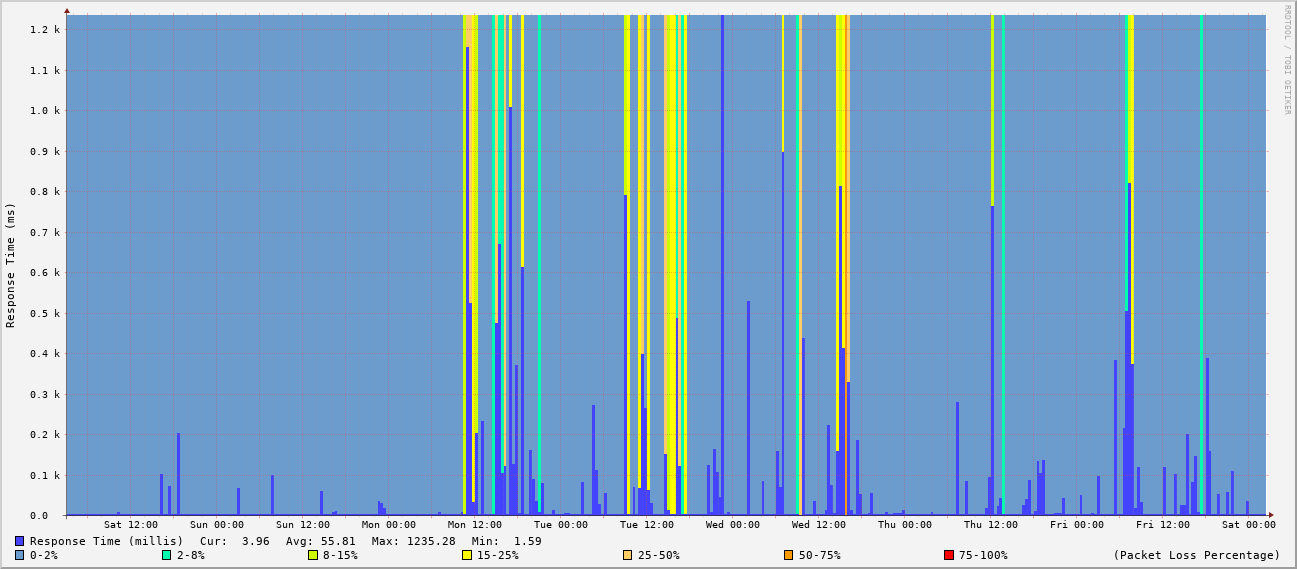 RRDTOOL / TOBI OETIKER
Response Time (ms)
1.2 k
1.1 k
1.0 k
0.9 k
0.8 k
0.7 k
0.6 k
0.5 k
0.4 k
0.3 k
0.2 k
0.1 k
0.0
Sat 12:00 Sun 00:00 Sun 12:00 Mon 00:00 Mon 12:00 Tue 00:00 Tue 12:00 Wed 00:00 Wed 12:00 Thu 00:00 Thu 12:00 Fri 00:00 Fri 12:00 Sat 00:00
Response Time (millis) Cur: 3.96 Avg: 55.81 Max: 1235.28 Min: 1.59
0-2% 2-8% 8-15% 15-25% 25-50% 50-75% 75-100% (Packet Loss Percentage)